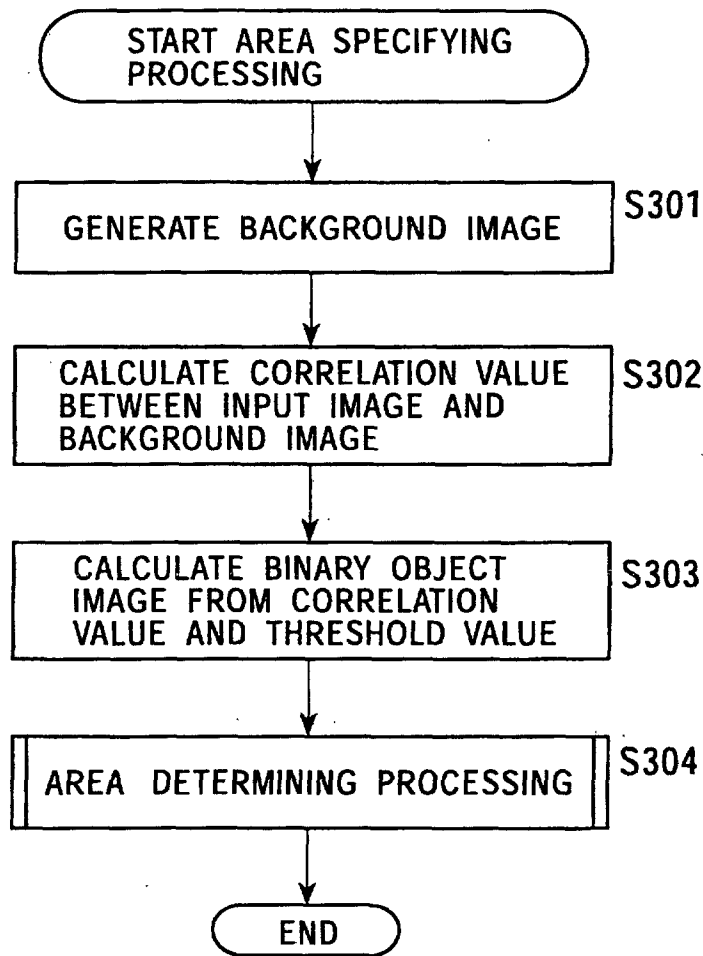 START AREA SPECIFYING
PROCESSING
S301
GENERATE BACKGROUND IMAGE
S302
CALCULATE CORRELATION VALUE
BETWEEN INPUT IMAGE AND
BACKGROUND IMAGE
S303
CALCULATE BINARY OBJECT
IMAGE FROM CORRELATION
VALUE AND THRESHOLD VALUE
S304
AREA DETERMINING PROCESSING
END